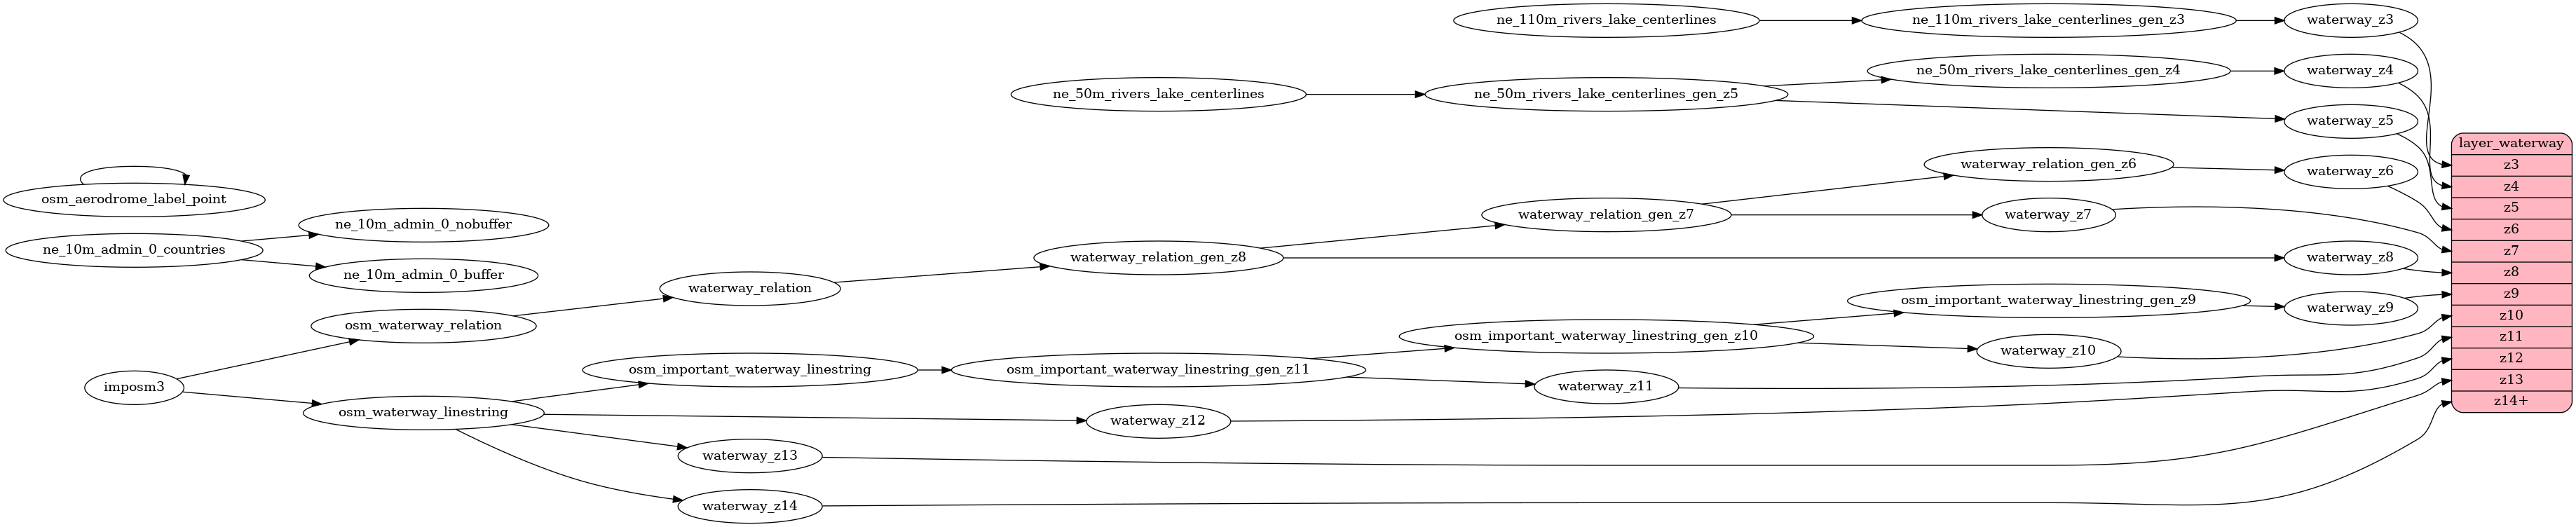 ne_110m_rivers_lake_centerlines
ne_110m_rivers_lake_centerlines_gen_z3
waterway_z3
ne_50m_rivers_lake_centerlines
ne_50m_rivers_lake_centerlines_gen_z5
ne_50m_rivers_lake_centerlines_gen_z4
waterway_z4
waterway_z5
osm_aerodrome_label_point
ne_10m_admin_0_countries
ne_10m_admin_0_nobuffer
ne_10m_admin_0_buffer
waterway_relation_gen_z6
waterway_z6
waterway_relation_gen_z7
waterway_z7
waterway_relation_gen_z8
waterway_z8
waterway_relation
osm_waterway_relation
imposm3
osm_waterway_linestring
osm_important_waterway_linestring
osm_important_waterway_linestring_gen_z11
osm_important_waterway_linestring_gen_z10
osm_important_waterway_linestring_gen_z9
waterway_z9
waterway_z10
waterway_z11
waterway_z12
waterway_z13
waterway_z14
layer_waterway
z3
z4
z5
z6
z7
z8
z9
z10
z11
z12
z13
z14+